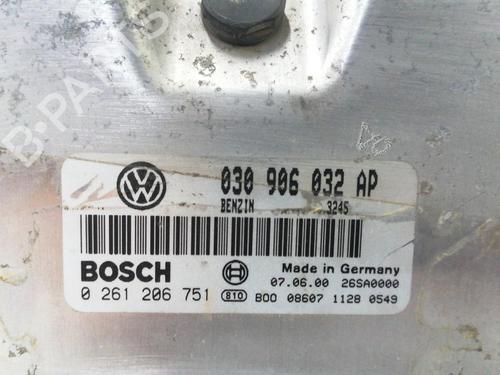 B-PARTS
030 906 032 AP
BENZIN 3245
BOSCH
Made in Germany
07.06.00 26SA0000
0 261 206 751 810 B00 08607 1128 0549